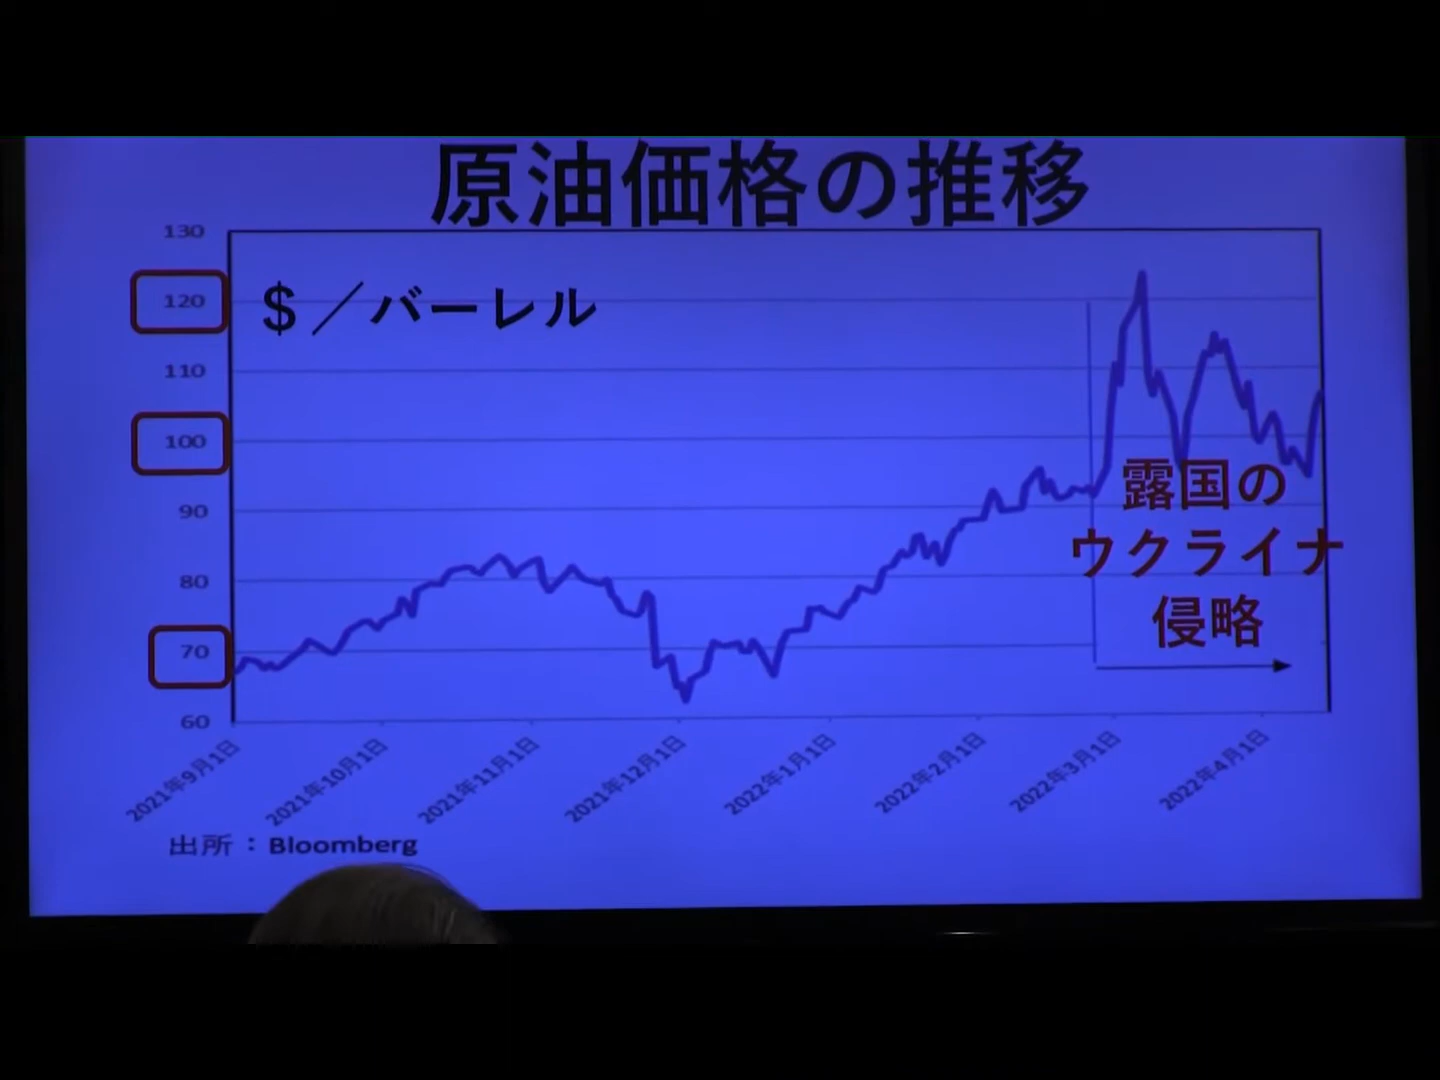 原油価格の推移
130
120
110
100
90
80
70
60
$／バーレル
露国の
ウクライナ
侵略
2021年9月1日
2021年10月1日
2021年11月1日
2021年12月1日
2022年1月1日
2022年2月1日
2022年3月1日
2022年4月1日
出所：Bloomberg